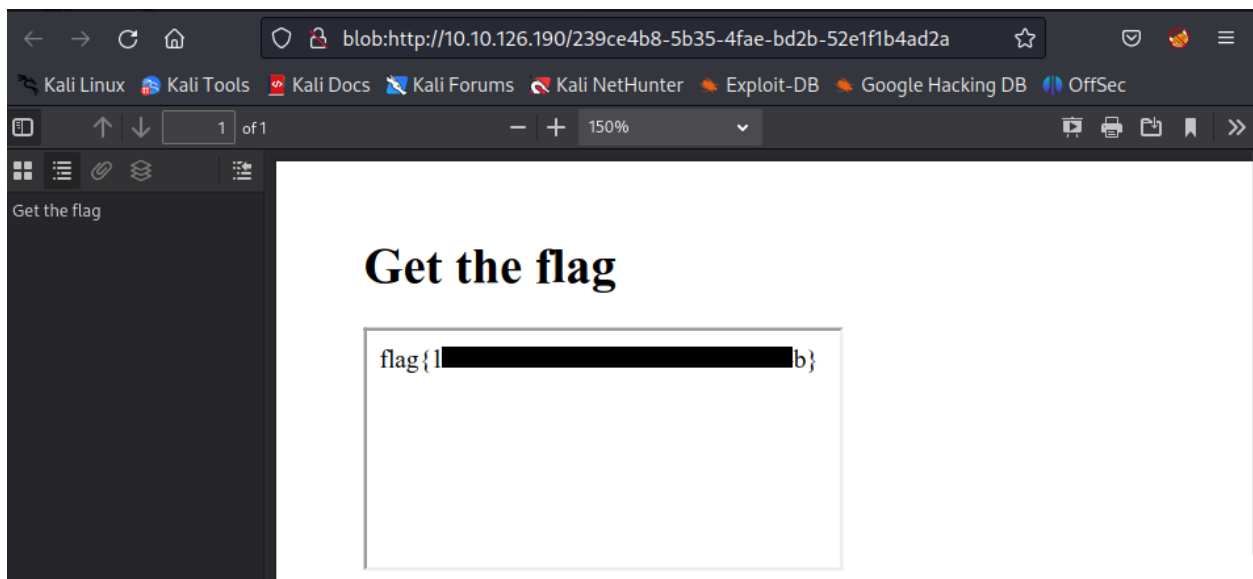 blob:http://10.10.126.190/239ce4b8-5b35-4fae-bd2b-52e1f1b4ad2a
Kali Linux Kali Tools Kali Docs Kali Forums Kali NetHunter Exploit-DB Google Hacking DB OffSec
1 of 1 150%
Get the flag
Get the flag
flag{1 b}